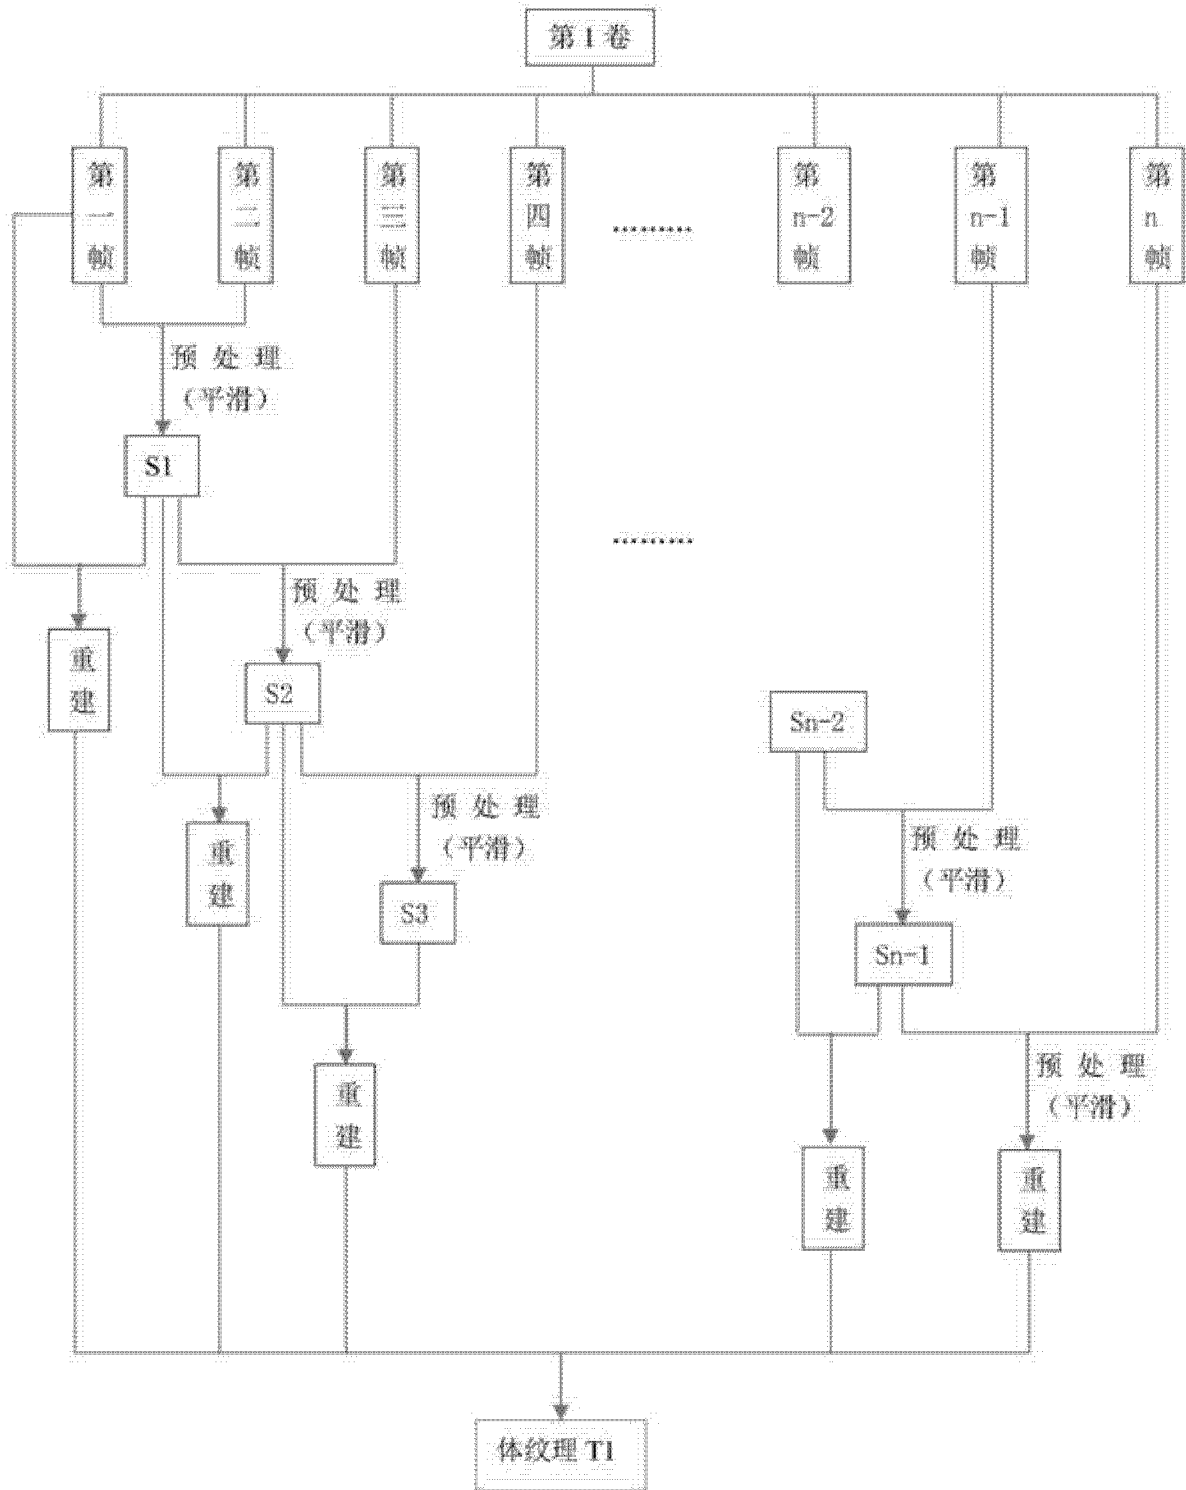 第1卷
第一帧
第二帧
第三帧
第四帧
………
第n-2帧
第n-1帧
第n帧
预处理
（平滑）
S1
………
预处理
（平滑）
重建
S2
Sn-2
预处理
（平滑）
重建
预处理
（平滑）
S3
Sn-1
预处理
（平滑）
重建
重建
重建
体纹理 T1